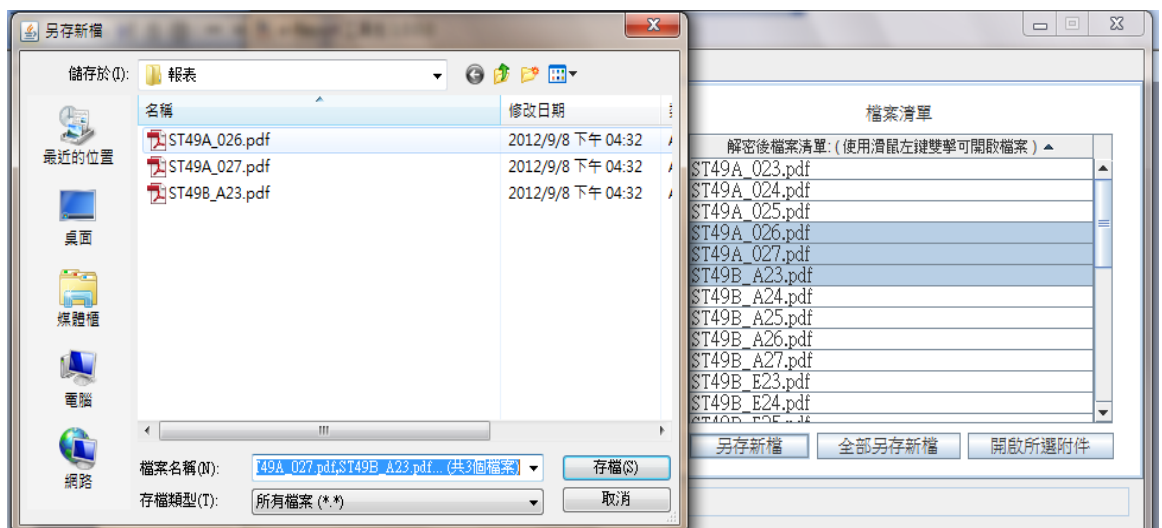 另存新檔
儲存於(I):
報表
最近的位置
桌面
媒體櫃
電腦
網路
名稱
修改日期
ST49A_026.pdf
2012/9/8 下午 04:32
ST49A_027.pdf
2012/9/8 下午 04:32
ST49B_A23.pdf
2012/9/8 下午 04:32
檔案名稱(N):
T49A_027.pdf,ST49B_A23.pdf... (共3個檔案)
存檔(S)
存檔類型(T):
所有檔案 (*.*)
取消
檔案清單
解密後檔案清單: ( 使用滑鼠左鍵雙擊可開啟檔案 )
ST49A_023.pdf
ST49A_024.pdf
ST49A_025.pdf
ST49A_026.pdf
ST49A_027.pdf
ST49B_A23.pdf
ST49B_A24.pdf
ST49B_A25.pdf
ST49B_A26.pdf
ST49B_A27.pdf
ST49B_E23.pdf
ST49B_E24.pdf
另存新檔
全部另存新檔
開啟所選附件